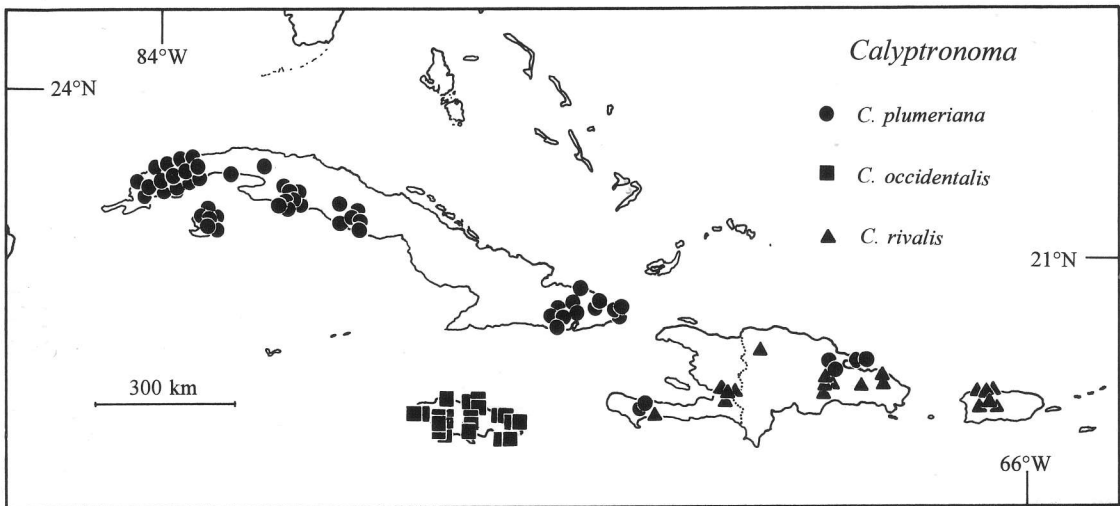 84°W
24°N
Calyptronoma
C. plumeriana
C. occidentalis
C. rivalis
21°N
300 km
66°W